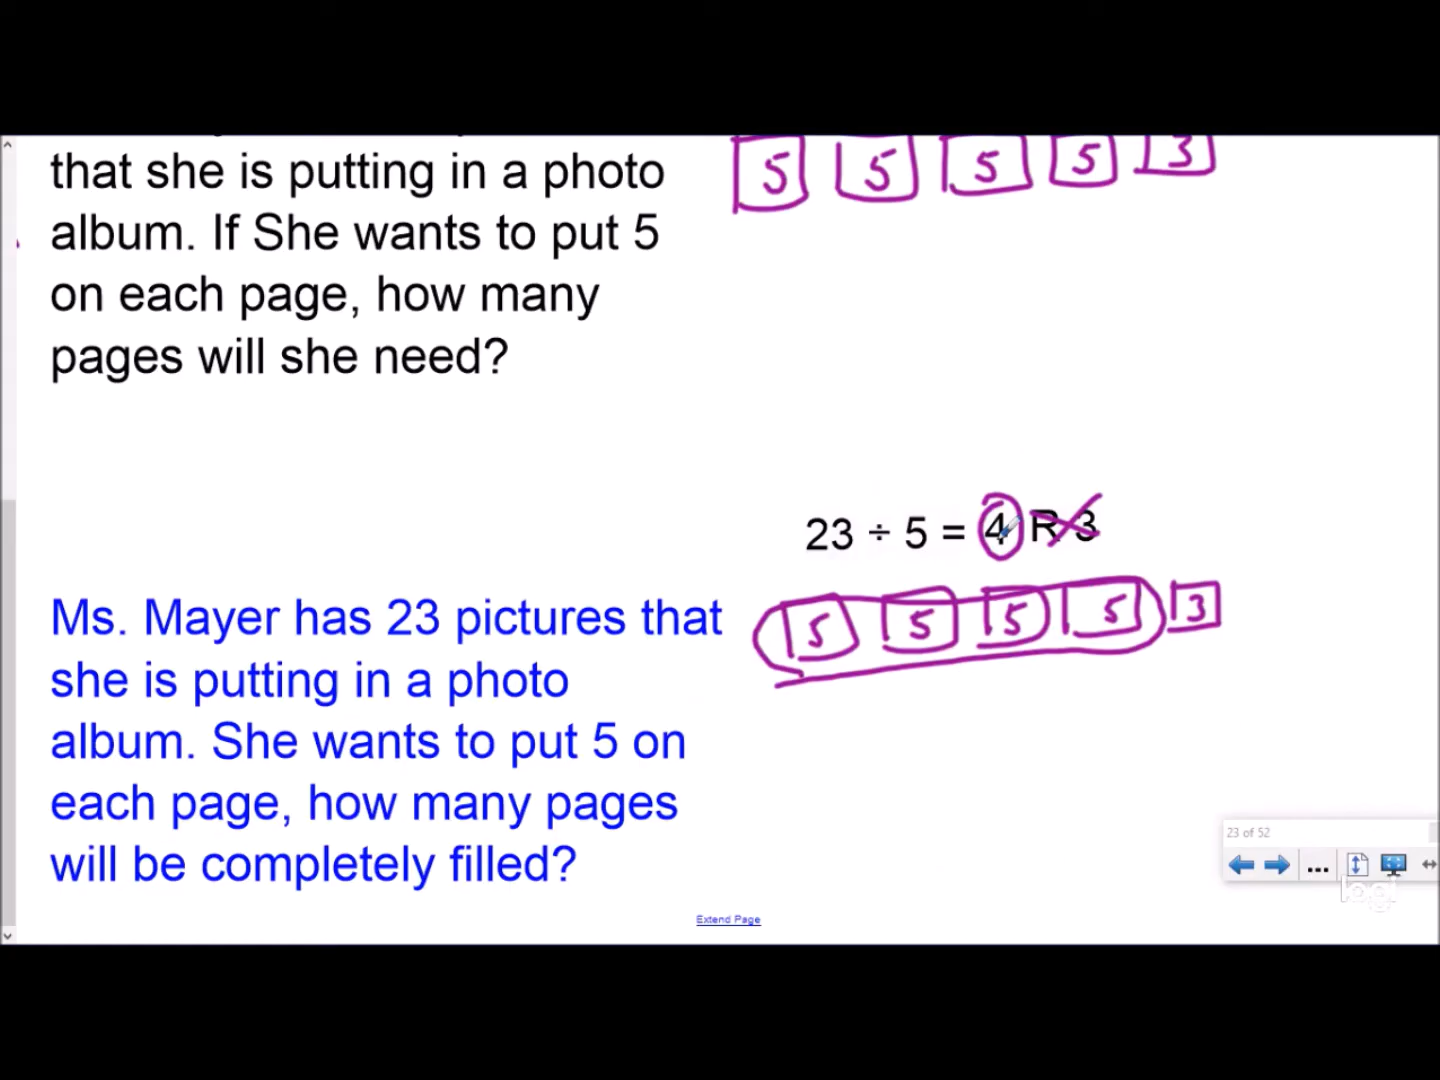 5 5 5 5 3
that she is putting in a photo
album. If She wants to put 5
on each page, how many
pages will she need?
23 ÷ 5 = 4 R 3
5 5 5 5 3
Ms. Mayer has 23 pictures that
she is putting in a photo
album. She wants to put 5 on
each page, how many pages
will be completely filled?
23 of 52
...
logi
Extend Page